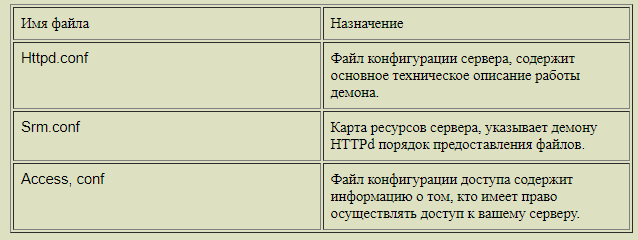 Имя файла
Назначение
Httpd.conf
Файл конфигурации сервера, содержит
основное техническое описание работы
демона.
Srm.conf
Карта ресурсов сервера, указывает демону
HTTPd порядок предоставления файлов.
Access, conf
Файл конфигурации доступа содержит
информацию о том, кто имеет право
осуществлять доступ к вашему серверу.